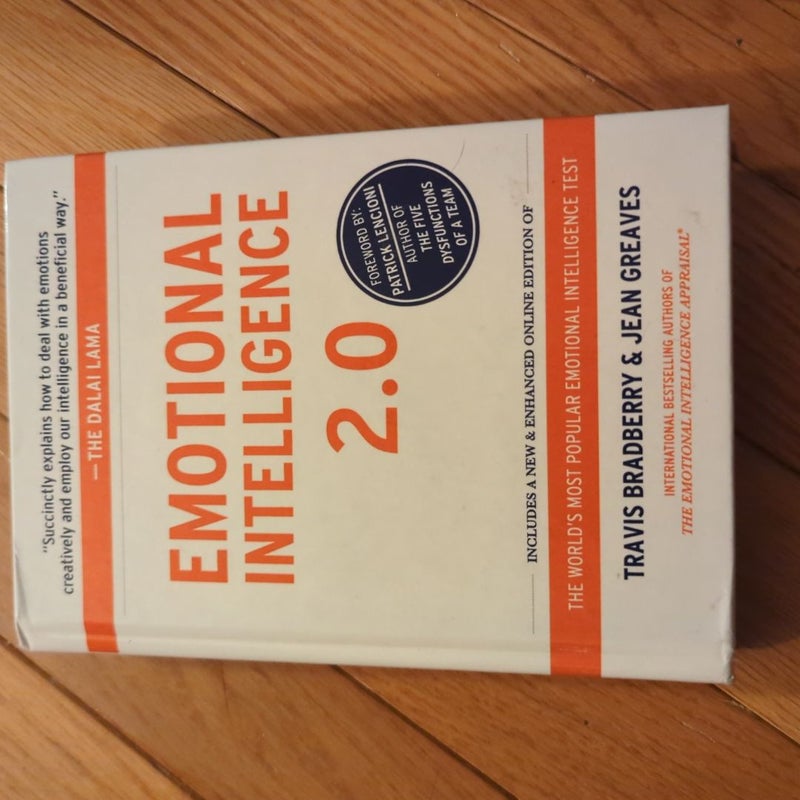 "Succinctly explains how to deal with emotions
creatively and employ our intelligence in a beneficial way."
— THE DALAI LAMA
EMOTIONAL
INTELLIGENCE
2.0
FOREWORD BY:
PATRICK LENCIONI
AUTHOR OF
THE FIVE
DYSFUNCTIONS
OF A TEAM
INCLUDES A NEW & ENHANCED ONLINE EDITION OF
THE WORLD'S MOST POPULAR EMOTIONAL INTELLIGENCE TEST
TRAVIS BRADBERRY & JEAN GREAVES
INTERNATIONAL BESTSELLING AUTHORS OF
THE EMOTIONAL INTELLIGENCE APPRAISAL®